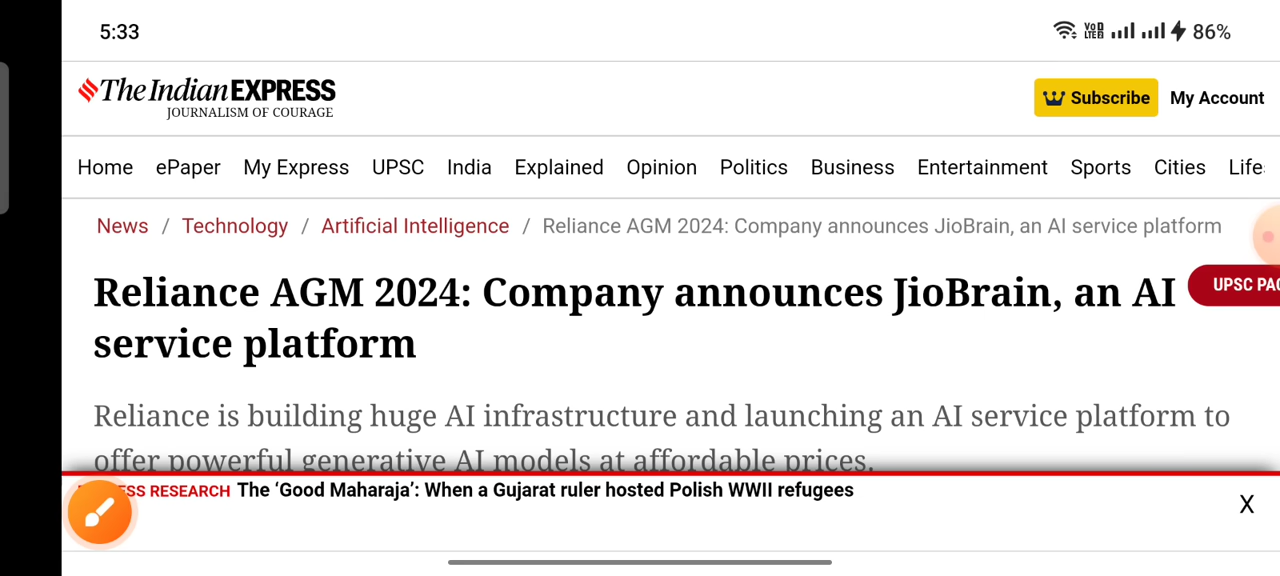 5:33
86%
The Indian EXPRESS
JOURNALISM OF COURAGE
Subscribe My Account
Home ePaper My Express UPSC India Explained Opinion Politics Business Entertainment Sports Cities Life
News / Technology / Artificial Intelligence / Reliance AGM 2024: Company announces JioBrain, an AI service platform
Reliance AGM 2024: Company announces JioBrain, an AI
service platform
UPSC
Reliance is building huge AI infrastructure and launching an AI service platform to
offer powerful generative AI models at affordable prices.
RESEARCH The ‘Good Maharaja’: When a Gujarat ruler hosted Polish WWII refugees
X